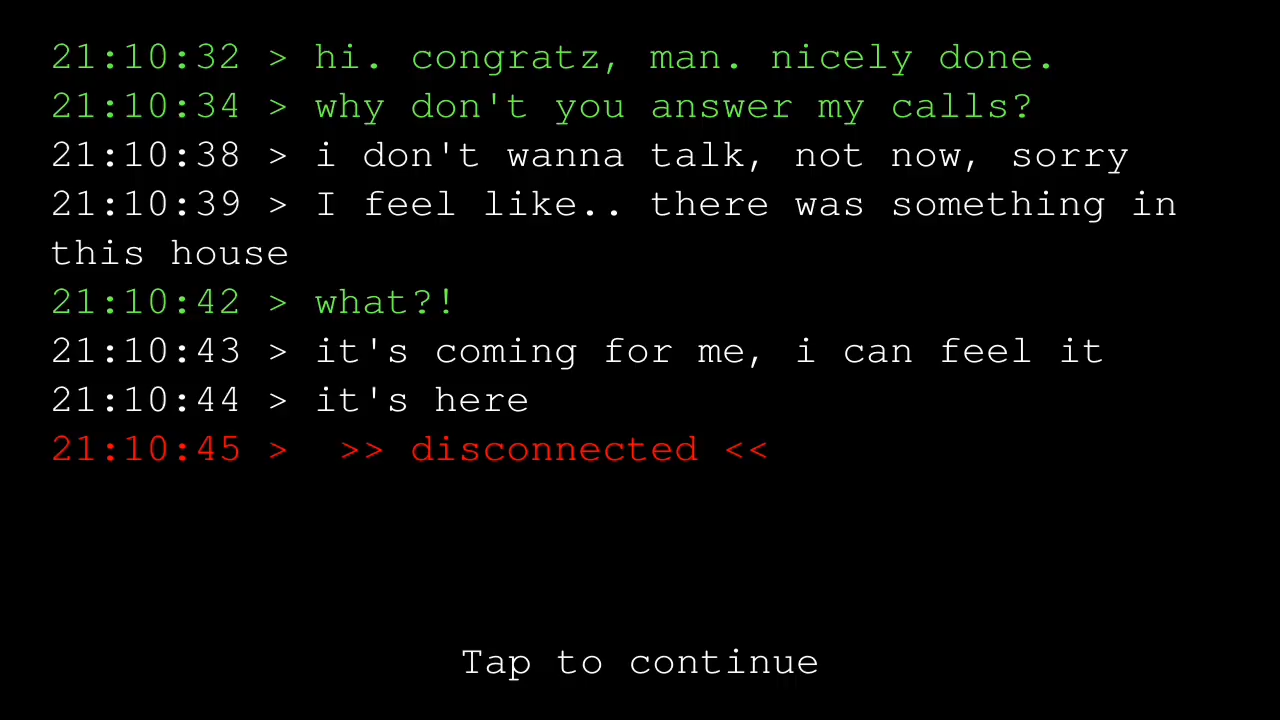 21:10:32 > hi. congratz, man. nicely done.
21:10:34 > why don't you answer my calls?
21:10:38 > i don't wanna talk, not now, sorry
21:10:39 > I feel like.. there was something in
this house
21:10:42 > what?!
21:10:43 > it's coming for me, i can feel it
21:10:44 > it's here
21:10:45 >  >> disconnected <<
Tap to continue